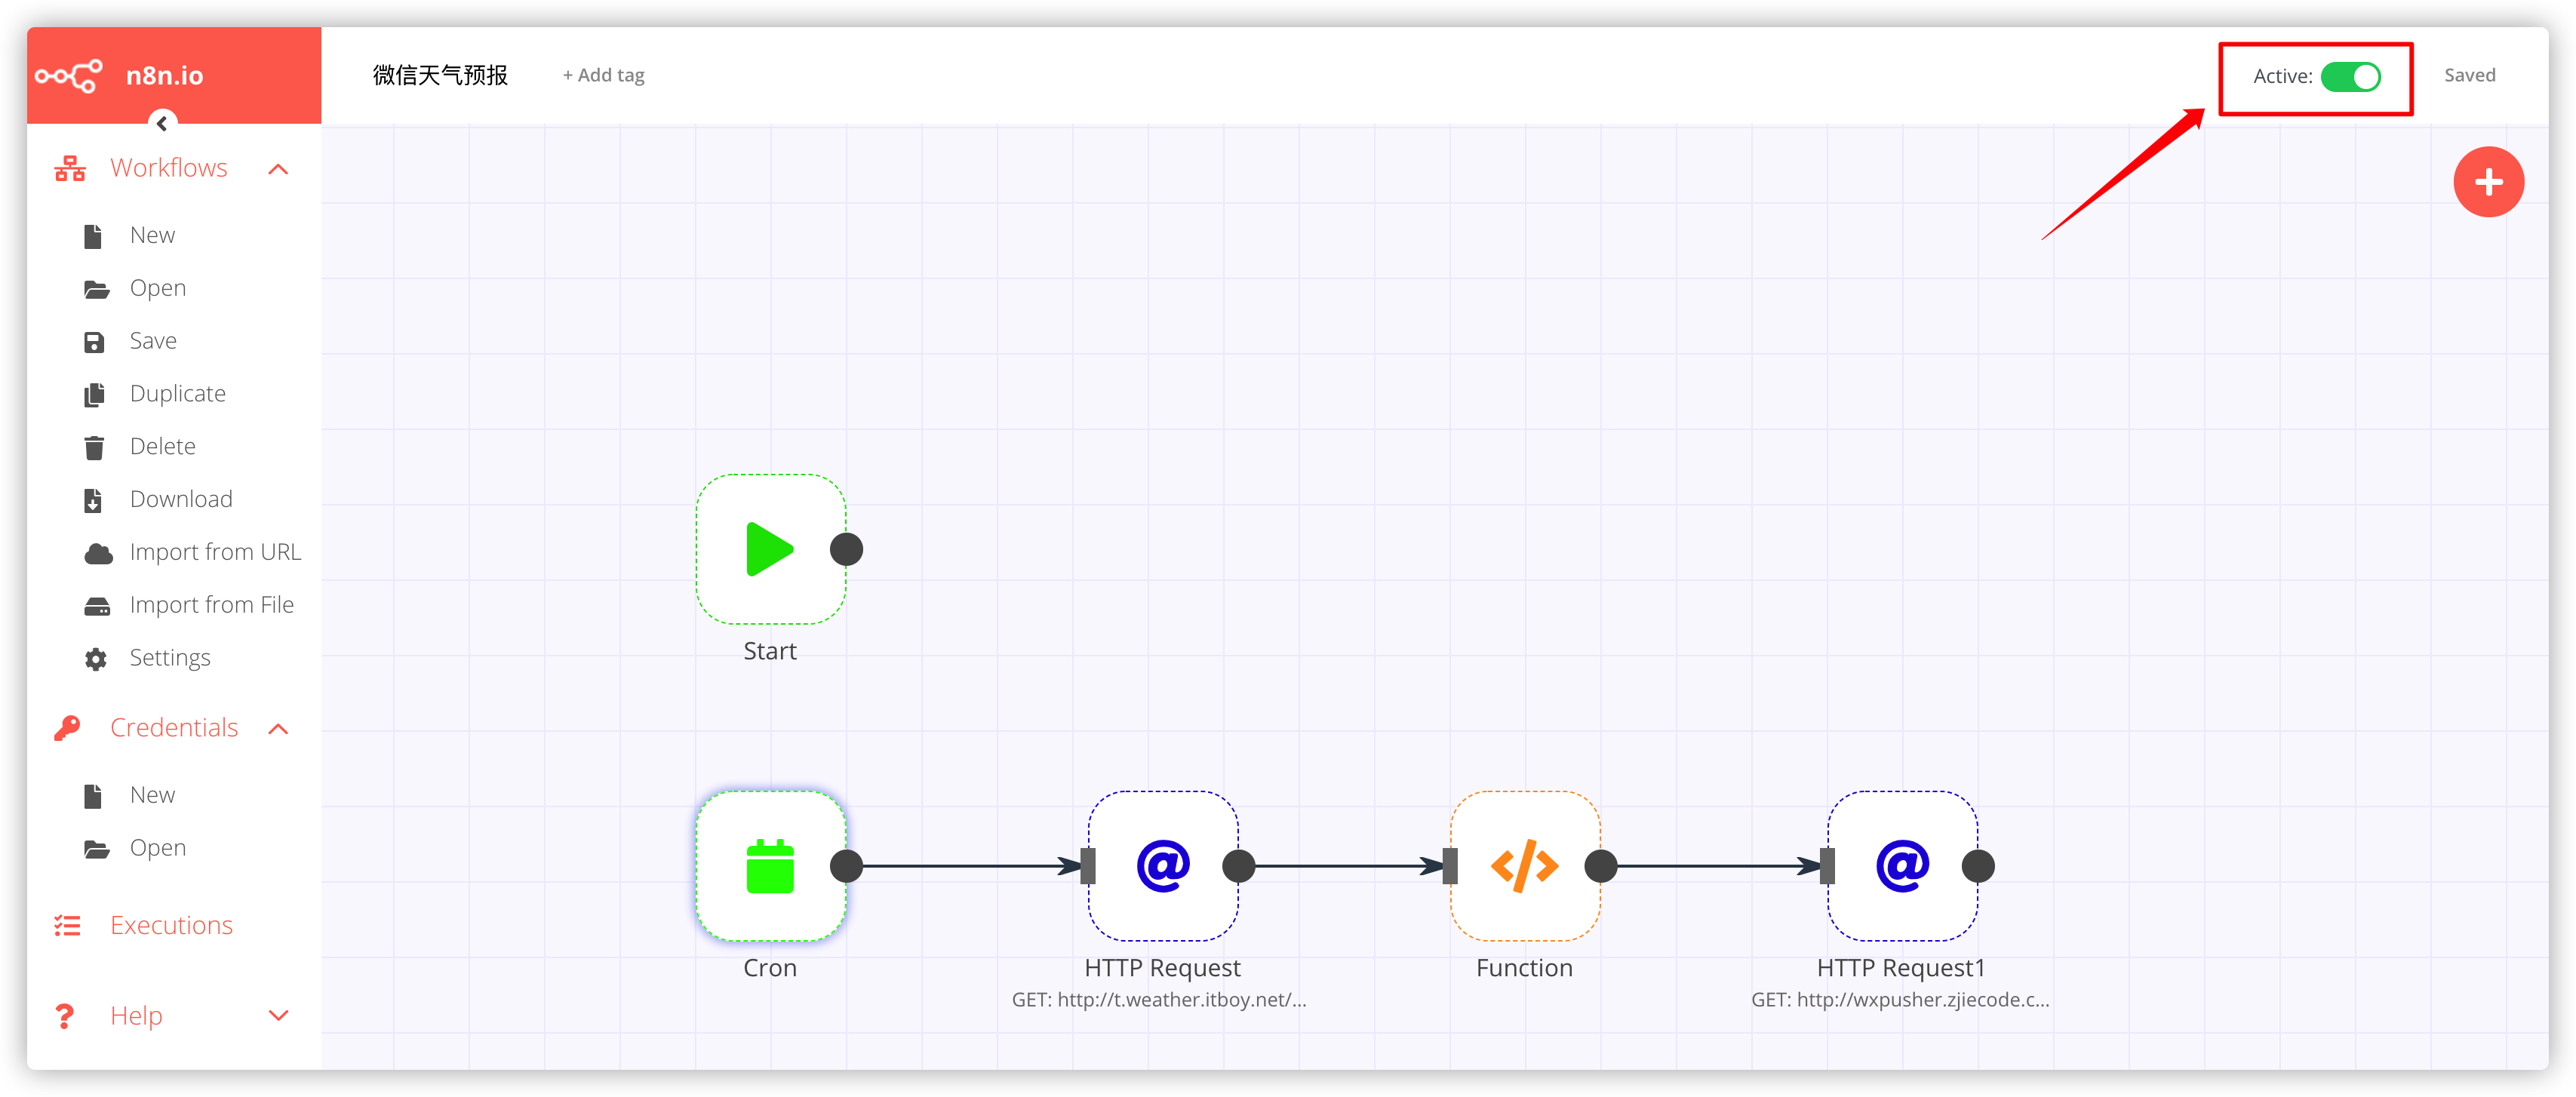 n8n.io
微信天气预报
+ Add tag
Active:
Saved
Workflows
New
Open
Save
Duplicate
Delete
Download
Import from URL
Import from File
Settings
Credentials
New
Open
Executions
Help
Start
Cron
HTTP Request
GET: http://t.weather.itboy.net/...
Function
HTTP Request1
GET: http://wxpusher.zjiecode.c...